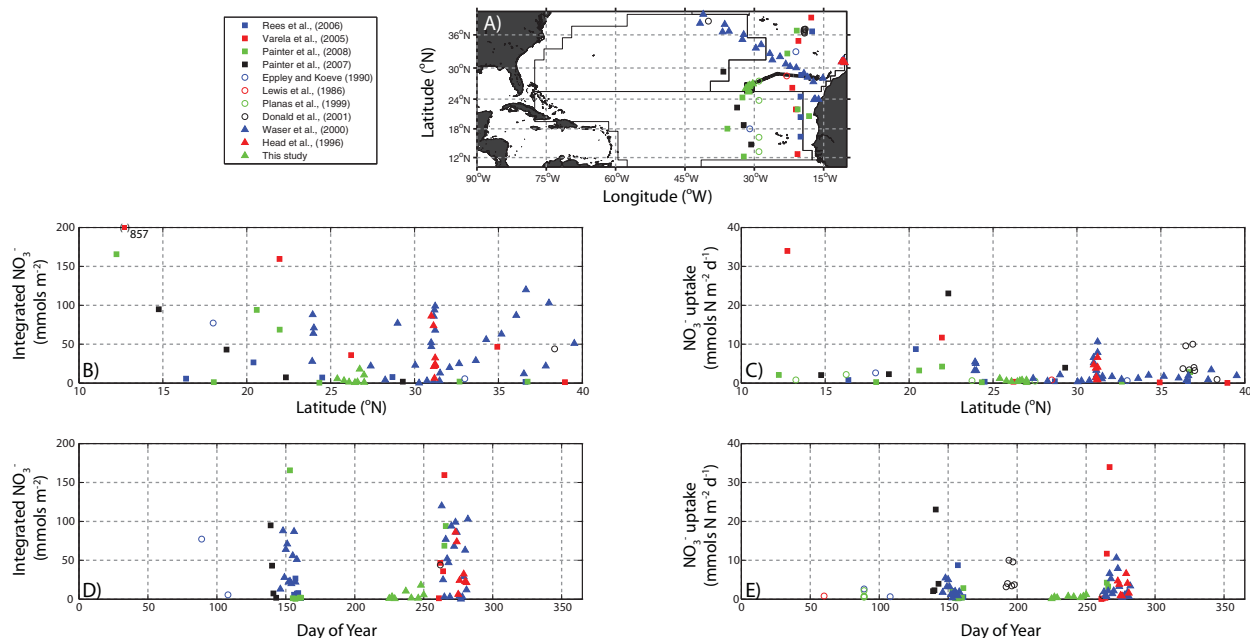 Rees et al., (2006)
Varela et al., (2005)
Painter et al., (2008)
Painter et al., (2007)
Eppley and Koeve (1990)
Lewis et al., (1986)
Planas et al., (1999)
Donald et al., (2001)
Waser et al., (2000)
Head et al., (1996)
This study
A)
Latitude (°N)
36°N
30°N
24°N
18°N
12°N
90°W 75°W 60°W 45°W 30°W 15°W
Longitude (°W)
Integrated NO3-
(mmols m-2)
200
150
100
50
0
857
B)
10 15 20 25 30 35 40
Latitude (°N)
NO3- uptake
(mmols N m-2 d-1)
40
30
20
10
0
C)
10 15 20 25 30 35 40
Latitude (°N)
Integrated NO3-
(mmols m-2)
200
150
100
50
0
D)
0 50 100 150 200 250 300 350
Day of Year
NO3- uptake
(mmols N m-2 d-1)
40
30
20
10
0
E)
0 50 100 150 200 250 300 350
Day of Year